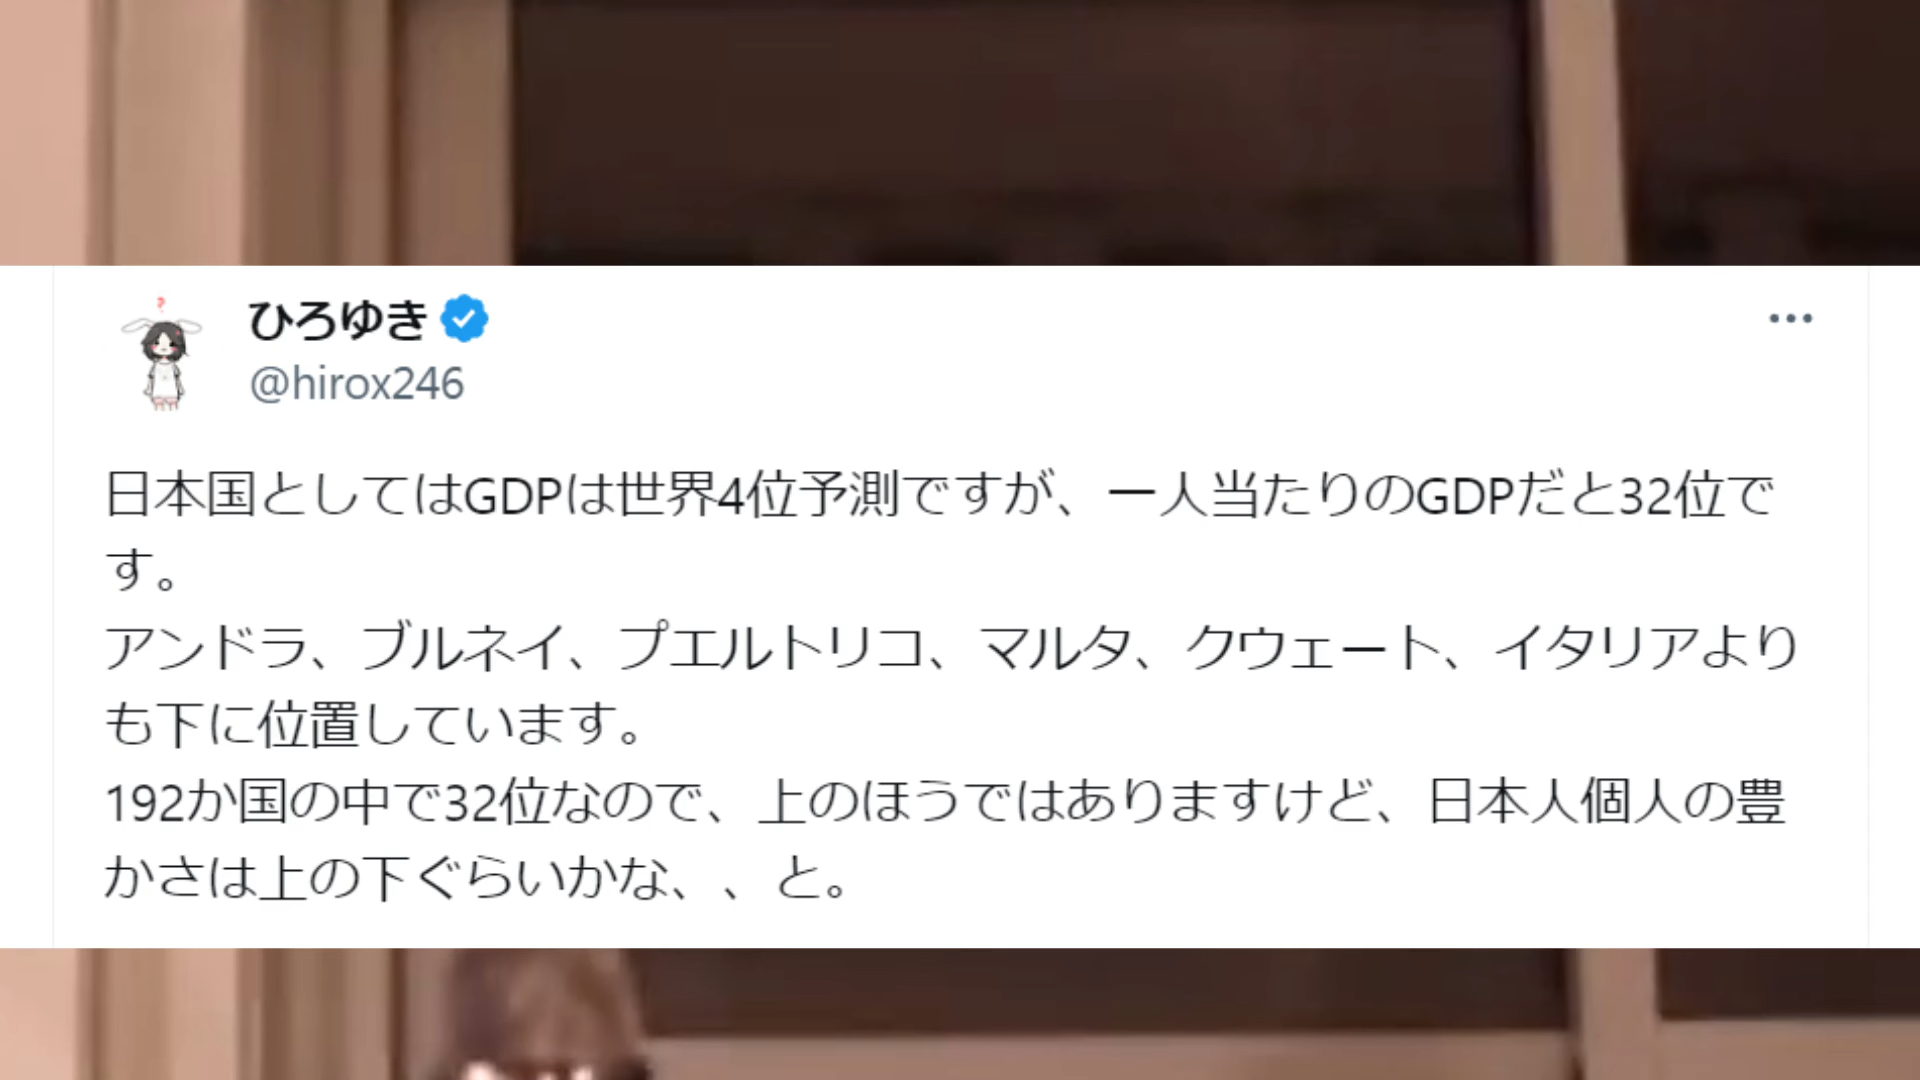 ?
ひろゆき
@hirox246
日本国としてはGDPは世界4位予測ですが、一人当たりのGDPだと32位で
す。
アンドラ、ブルネイ、プエルトリコ、マルタ、クウェート、イタリアより
も下に位置しています。
192か国の中で32位なので、上のほうではありますけど、日本人個人の豊
かさは上の下ぐらいかな、、と。